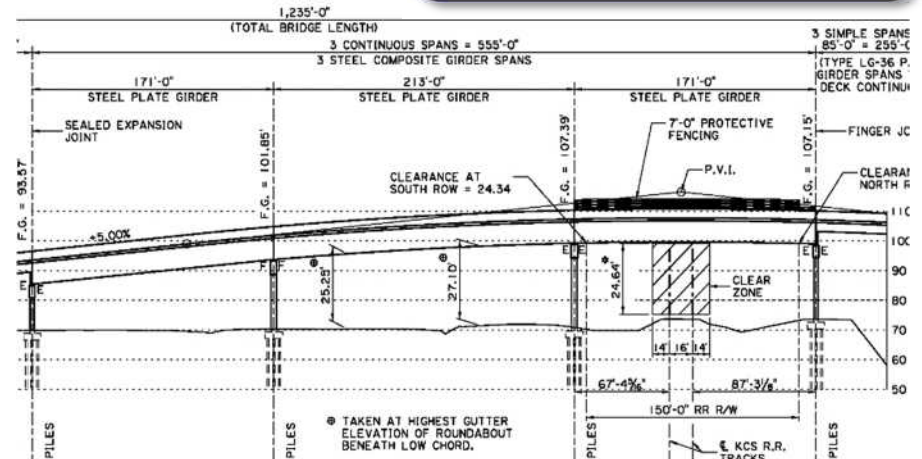 1,235'-0"
(TOTAL BRIDGE LENGTH)
3 CONTINUOUS SPANS = 555'-0"
3 STEEL COMPOSITE GIRDER SPANS
3 SIMPLE SPANS
85'-0" = 255'-0
(TYPE LG-36 P.
GIRDER SPANS
DECK CONTINU
171'-0"
STEEL PLATE GIRDER
213'-0"
STEEL PLATE GIRDER
171'-0"
STEEL PLATE GIRDER
SEALED EXPANSION
JOINT
7'-0" PROTECTIVE
FENCING
FINGER JO
P.V.I.
CLEARANCE AT
SOUTH ROW = 24.34
CLEARAN
NORTH R
F.G. = 93.57'
F.G. = 101.85'
F.G. = 107.39'
F.G. = 107.15'
+5.00%
110
100
90
80
70
60
50
E E
F F
E E
E E
25.25'
27.10'
24.64'
CLEAR
ZONE
14' 16' 14'
67'-4⁵⁄₁₆"
87'-3⅛"
150'-0" RR R/W
⊕ TAKEN AT HIGHEST GUTTER
ELEVATION OF ROUNDABOUT
BENEATH LOW CHORD.
℄ KCS R.R.
TRACKS
PILES
PILES
PILES
PILES